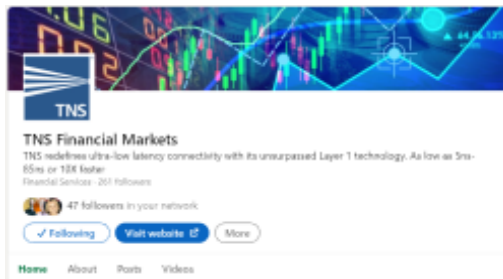 TNS
TNS Financial Markets
TNS redefines ultra-low latency connectivity with its unsurpassed Layer 1 technology. As low as 5ns-
85ns or 10X faster
Financial Services · 261 followers
47 followers in your network
✓ Following
Visit website
More
Home About Posts Videos